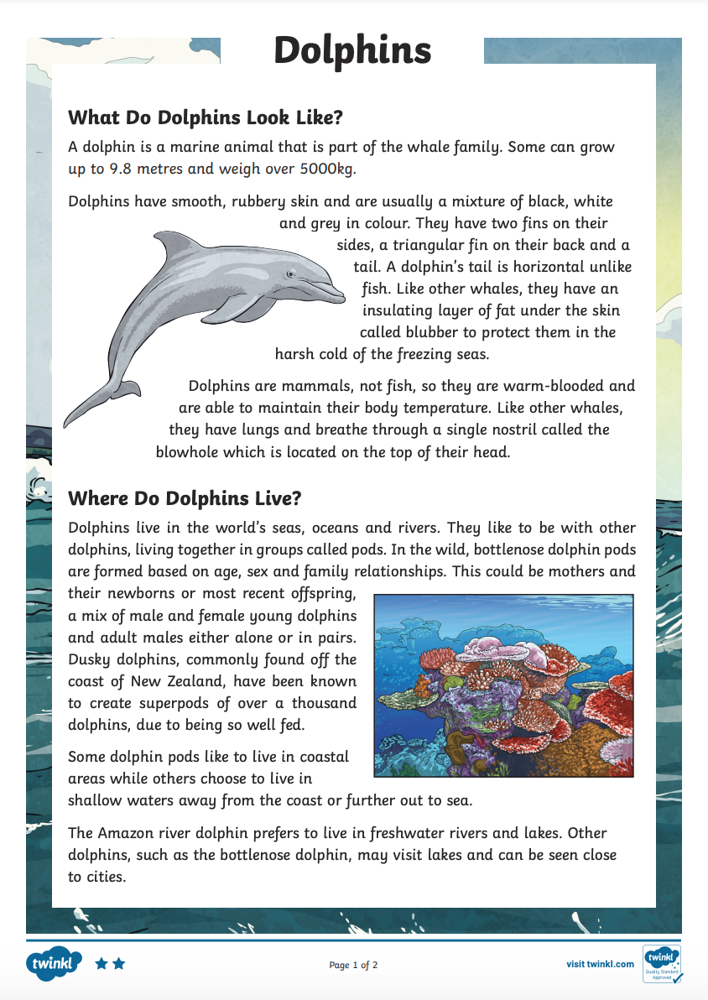 Dolphins
What Do Dolphins Look Like?
A dolphin is a marine animal that is part of the whale family. Some can grow
up to 9.8 metres and weigh over 5000kg.
Dolphins have smooth, rubbery skin and are usually a mixture of black, white
and grey in colour. They have two fins on their
sides, a triangular fin on their back and a
tail. A dolphin's tail is horizontal unlike
fish. Like other whales, they have an
insulating layer of fat under the skin
called blubber to protect them in the
harsh cold of the freezing seas.
Dolphins are mammals, not fish, so they are warm-blooded and
are able to maintain their body temperature. Like other whales,
they have lungs and breathe through a single nostril called the
blowhole which is located on the top of their head.
Where Do Dolphins Live?
Dolphins live in the world's seas, oceans and rivers. They like to be with other
dolphins, living together in groups called pods. In the wild, bottlenose dolphin pods
are formed based on age, sex and family relationships. This could be mothers and
their newborns or most recent offspring,
a mix of male and female young dolphins
and adult males either alone or in pairs.
Dusky dolphins, commonly found off the
coast of New Zealand, have been known
to create superpods of over a thousand
dolphins, due to being so well fed.
Some dolphin pods like to live in coastal
areas while others choose to live in
shallow waters away from the coast or further out to sea.
The Amazon river dolphin prefers to live in freshwater rivers and lakes. Other
dolphins, such as the bottlenose dolphin, may visit lakes and can be seen close
to cities.
twinkl
Page 1 of 2
visit twinkl.com
twinkl
Quality Standard
Approved